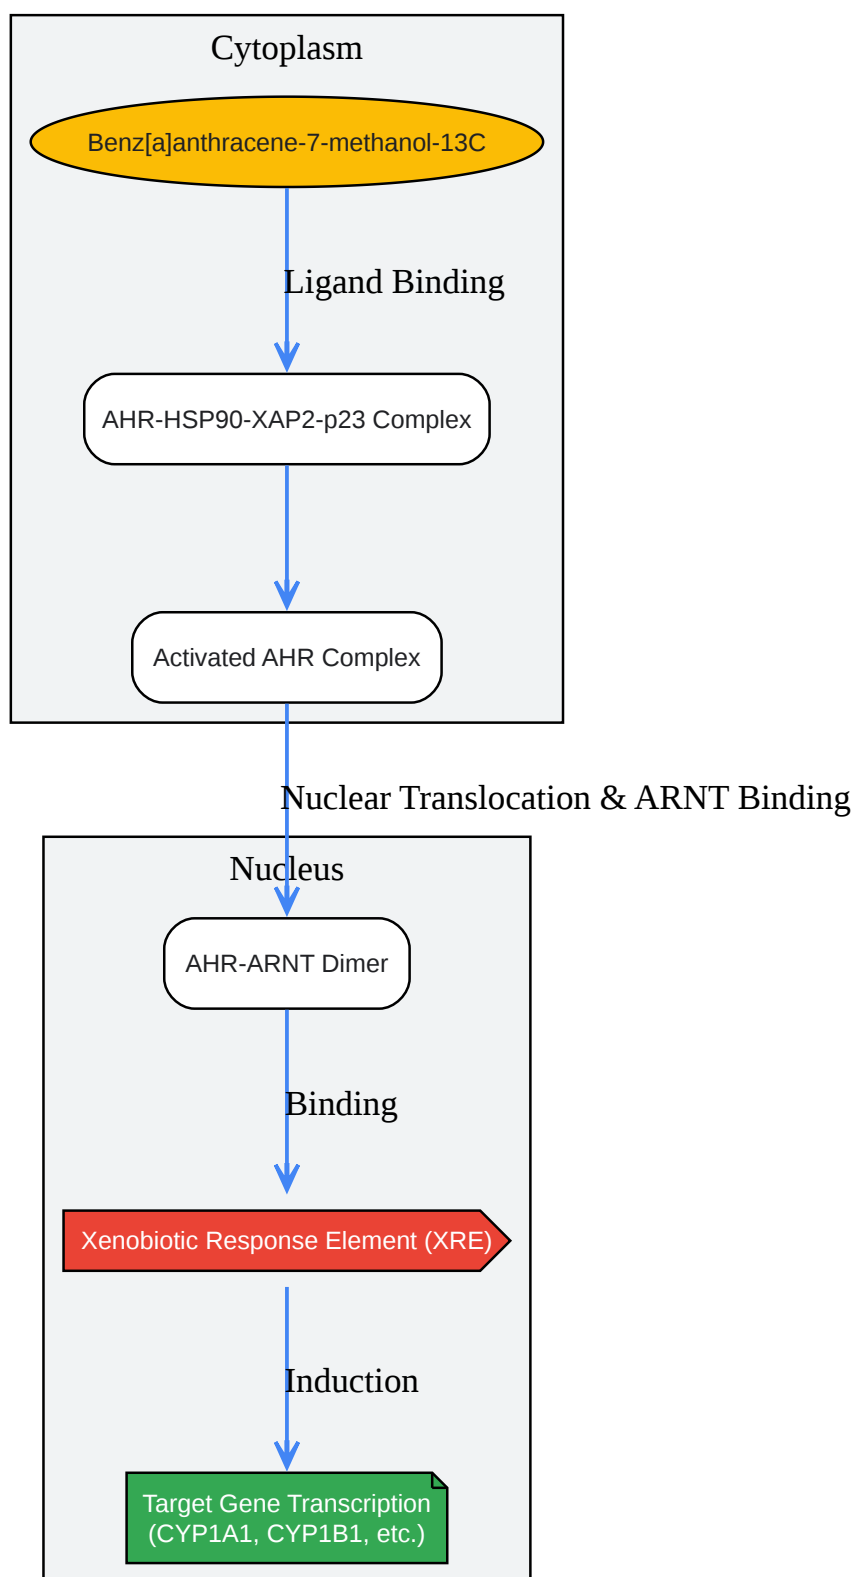 Cytoplasm
Benz[a]anthracene-7-methanol-13C
Ligand Binding
AHR-HSP90-XAP2-p23 Complex
Activated AHR Complex
Nuclear Translocation & ARNT Binding
Nucleus
AHR-ARNT Dimer
Binding
Xenobiotic Response Element (XRE)
Induction
Target Gene Transcription
(CYP1A1, CYP1B1, etc.)